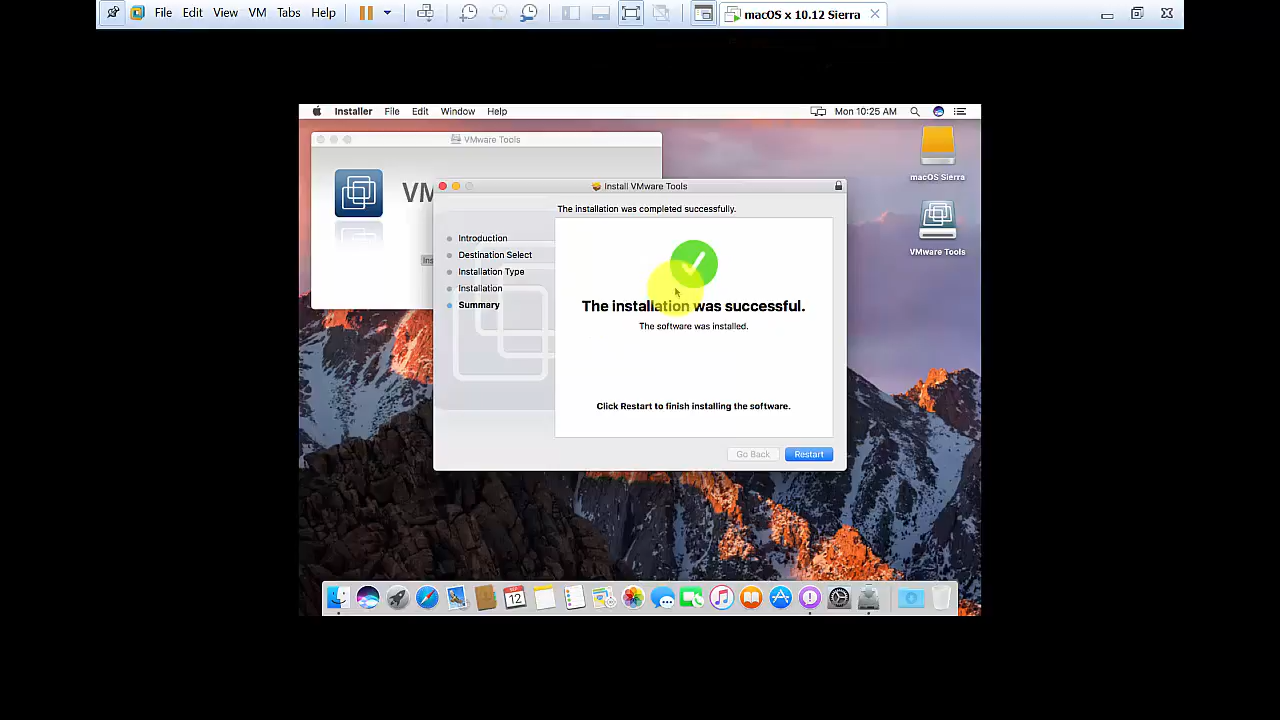 File Edit View VM Tabs Help macOS x 10.12 Sierra
Installer File Edit Window Help Mon 10:25 AM
VMware Tools
macOS Sierra
VM
Install VMware Tools
The installation was completed successfully.
Introduction
Destination Select
Installation Type
Installation
Summary
The installation was successful.
The software was installed.
Click Restart to finish installing the software.
Go Back Restart
VMware Tools
12